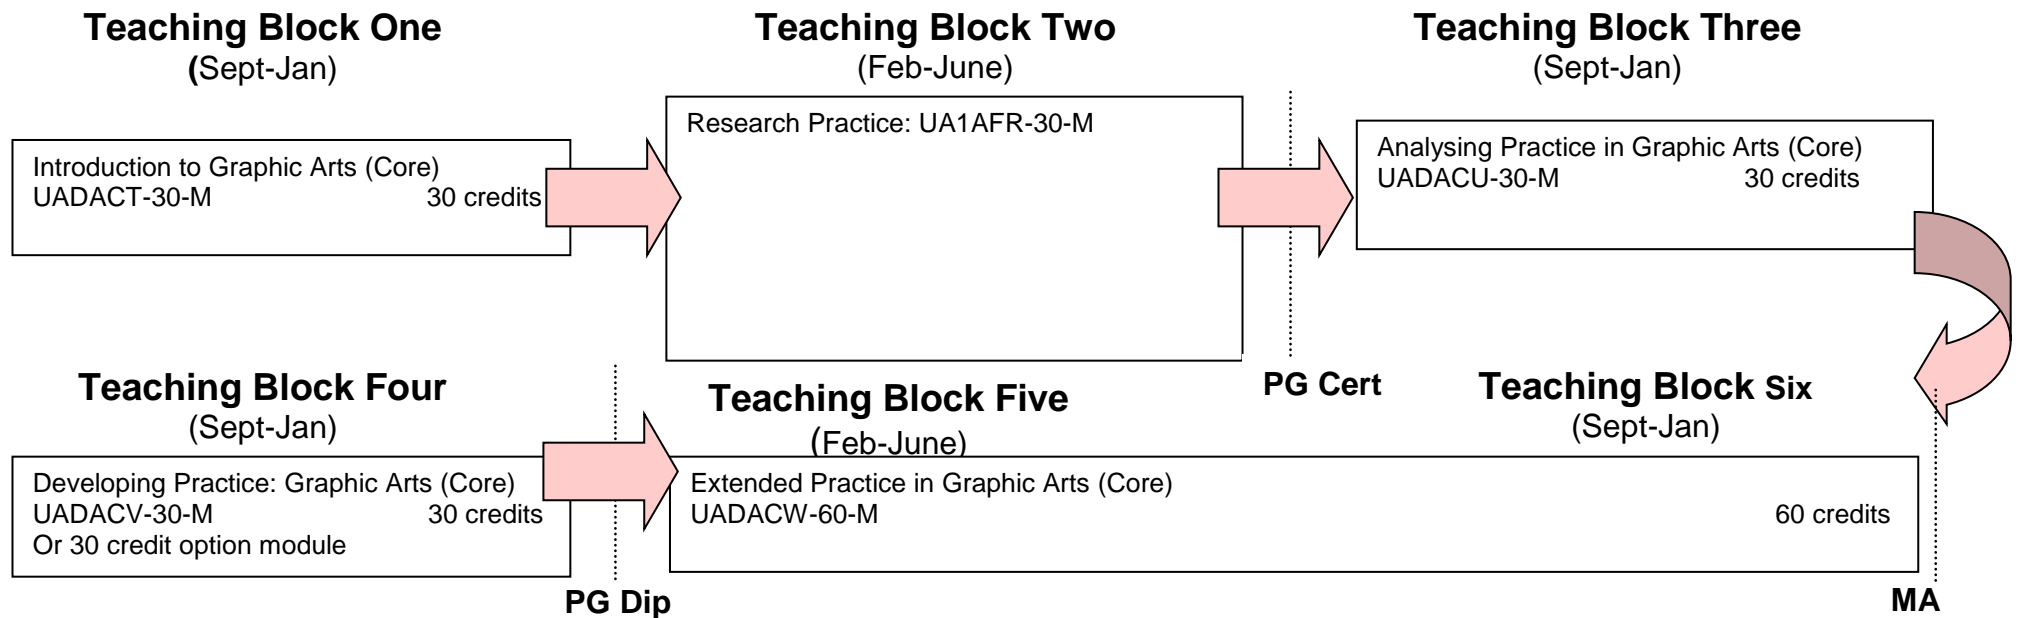 Teaching Block One
(Sept-Jan)
Teaching Block Two
(Feb-June)
Teaching Block Three
(Sept-Jan)
Introduction to Graphic Arts (Core)
UADACT-30-M 30 credits
Research Practice: UA1AFR-30-M
Analysing Practice in Graphic Arts (Core)
UADACU-30-M 30 credits
PG Cert
Teaching Block Four
(Sept-Jan)
Teaching Block Five
(Feb-June)
Teaching Block Six
(Sept-Jan)
Developing Practice: Graphic Arts (Core)
UADACV-30-M 30 credits
Or 30 credit option module
Extended Practice in Graphic Arts (Core)
UADACW-60-M 60 credits
PG Dip
MA